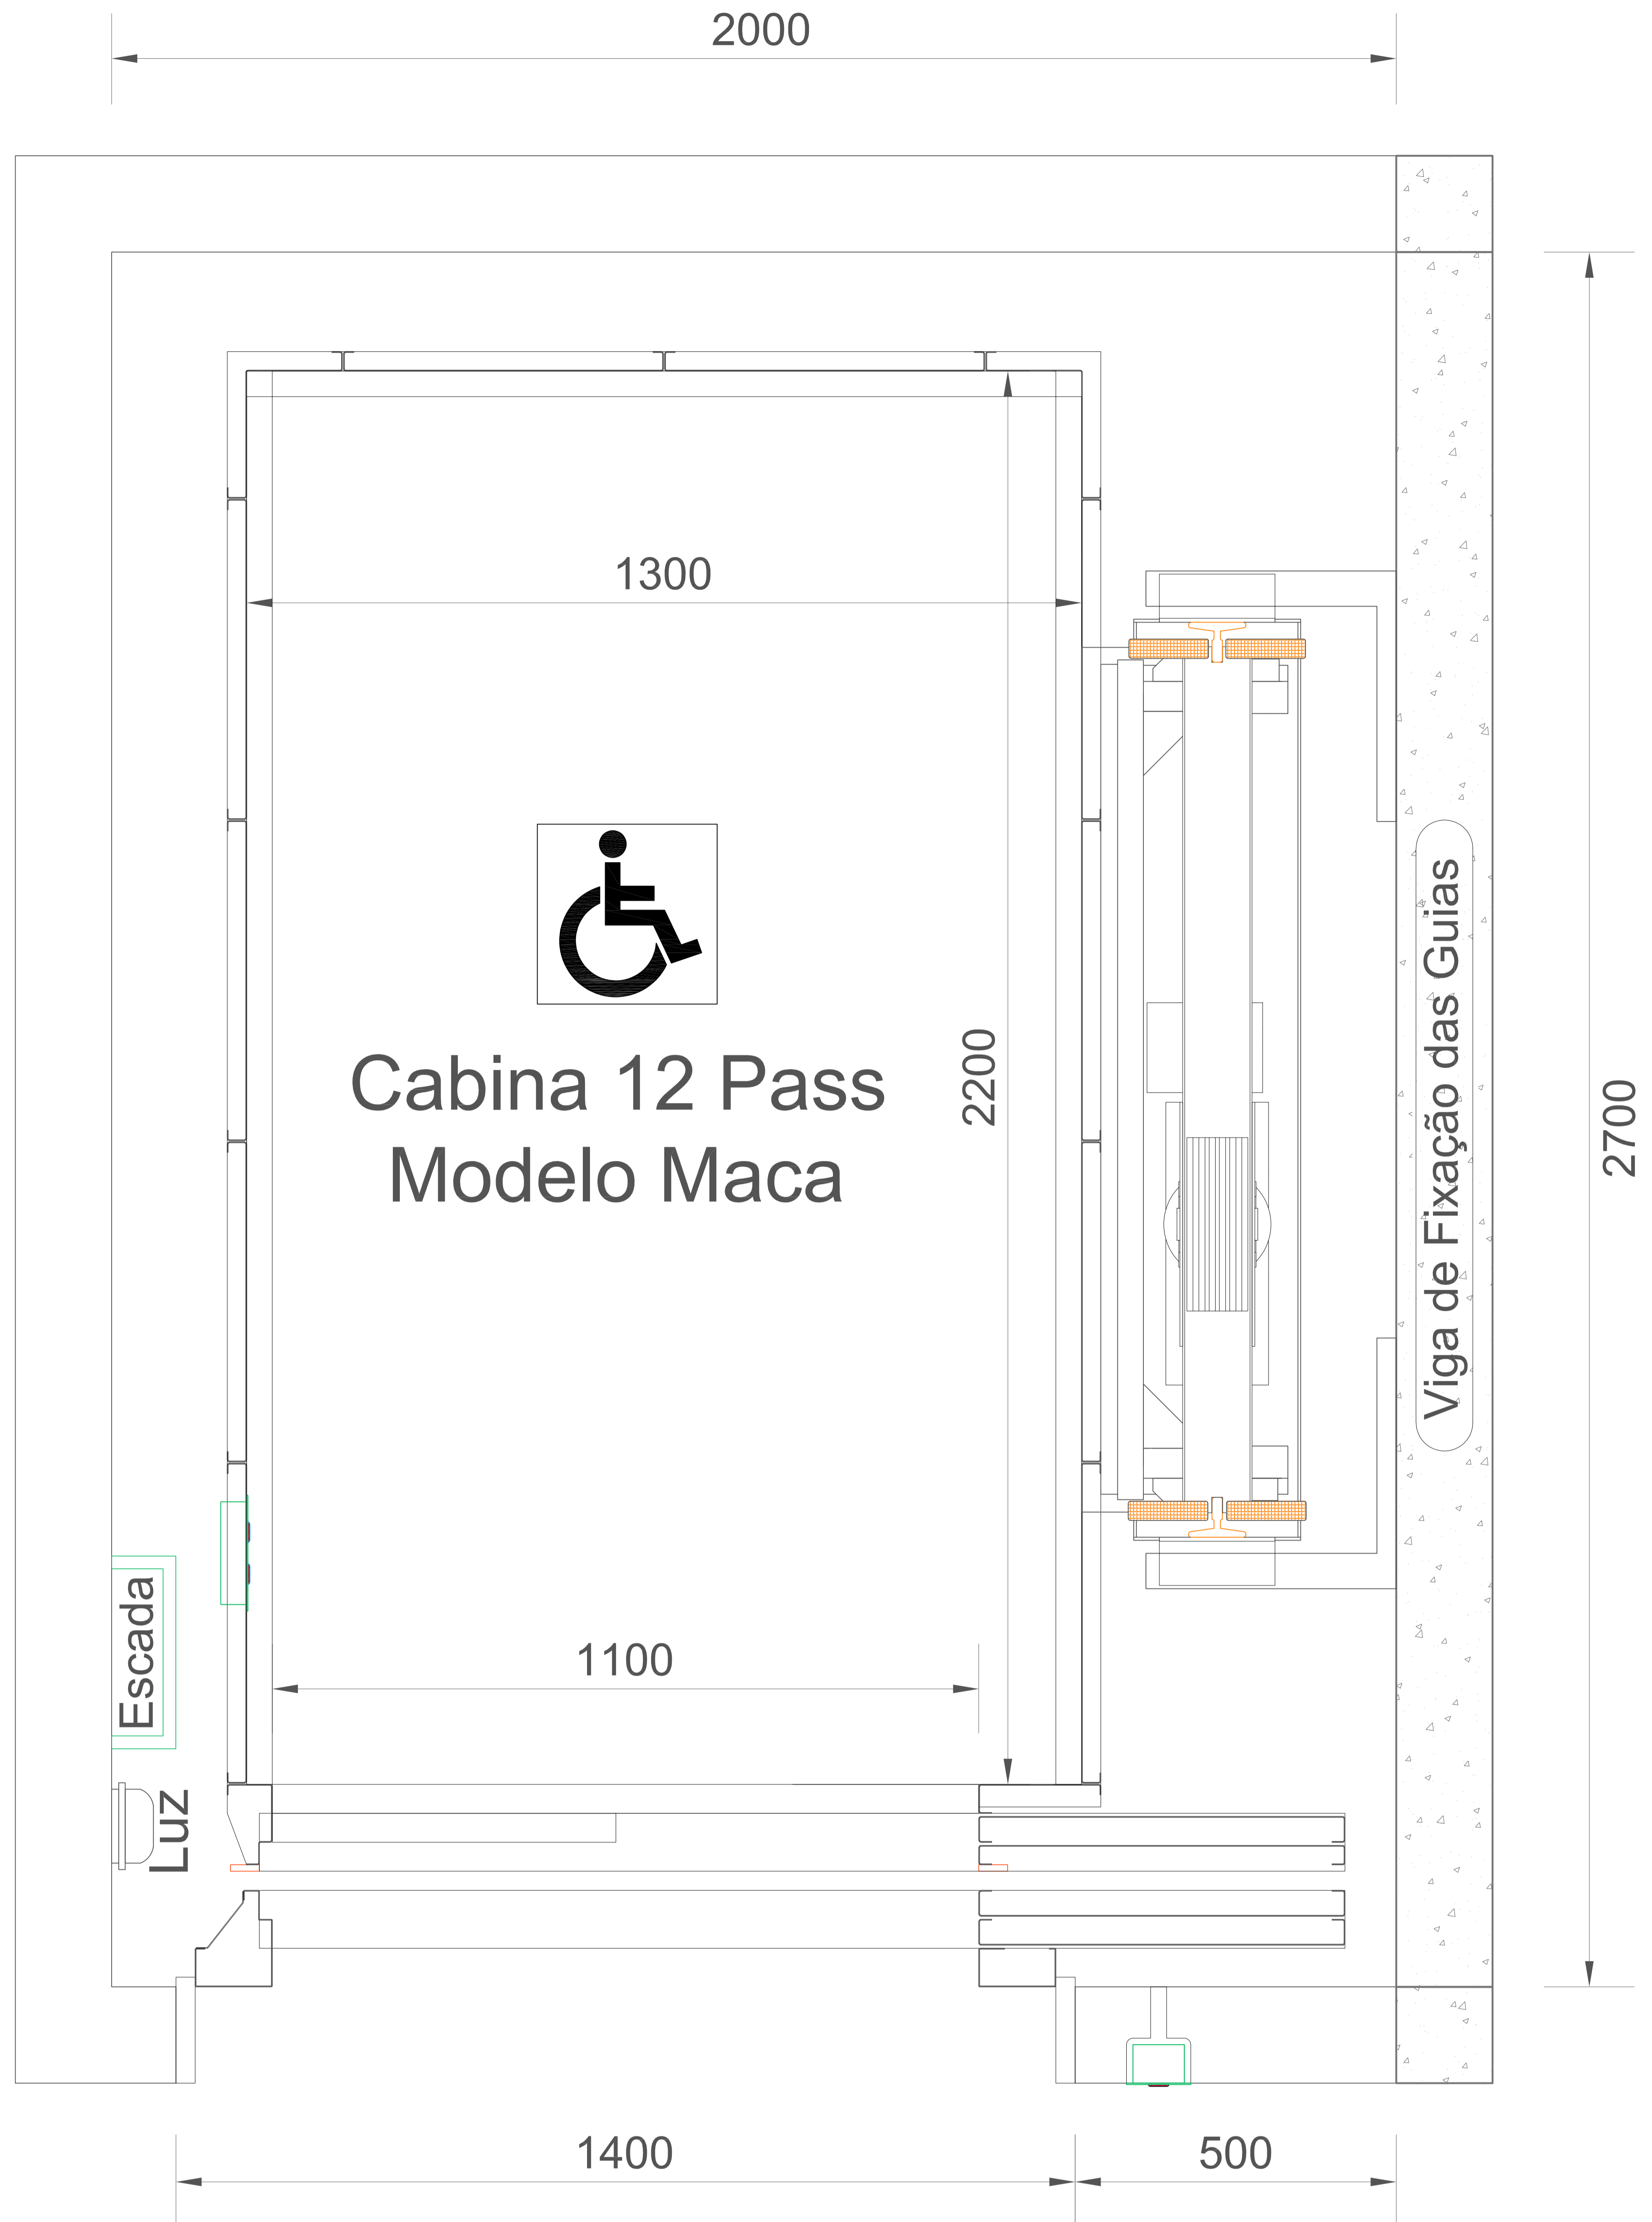 2000
1300
Cabina 12 Pass
Modelo Maca
2200
Viga de Fixação das Guias
2700
Escada
1100
Luz
1400
500